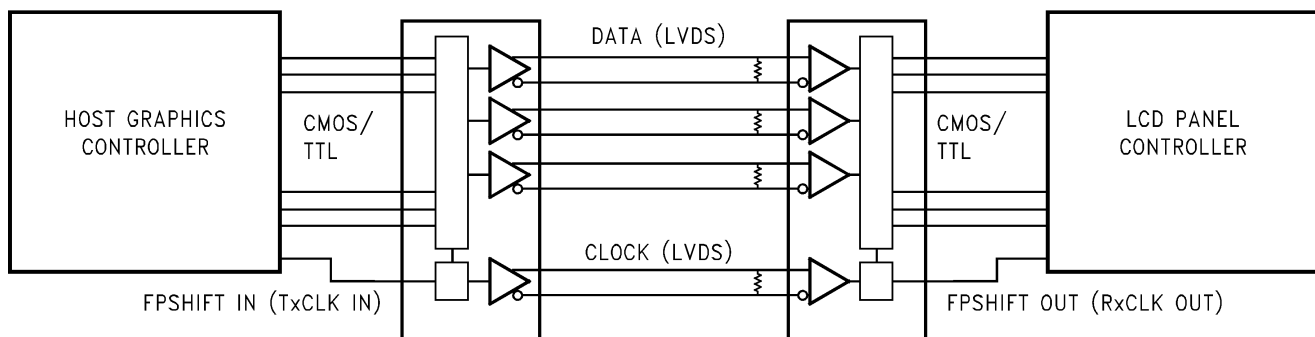 DATA (LVDS)
HOST GRAPHICS
CONTROLLER
CMOS/
TTL
CMOS/
TTL
LCD PANEL
CONTROLLER
CLOCK (LVDS)
FPSHIFT IN (TxCLK IN)
FPSHIFT OUT (RxCLK OUT)